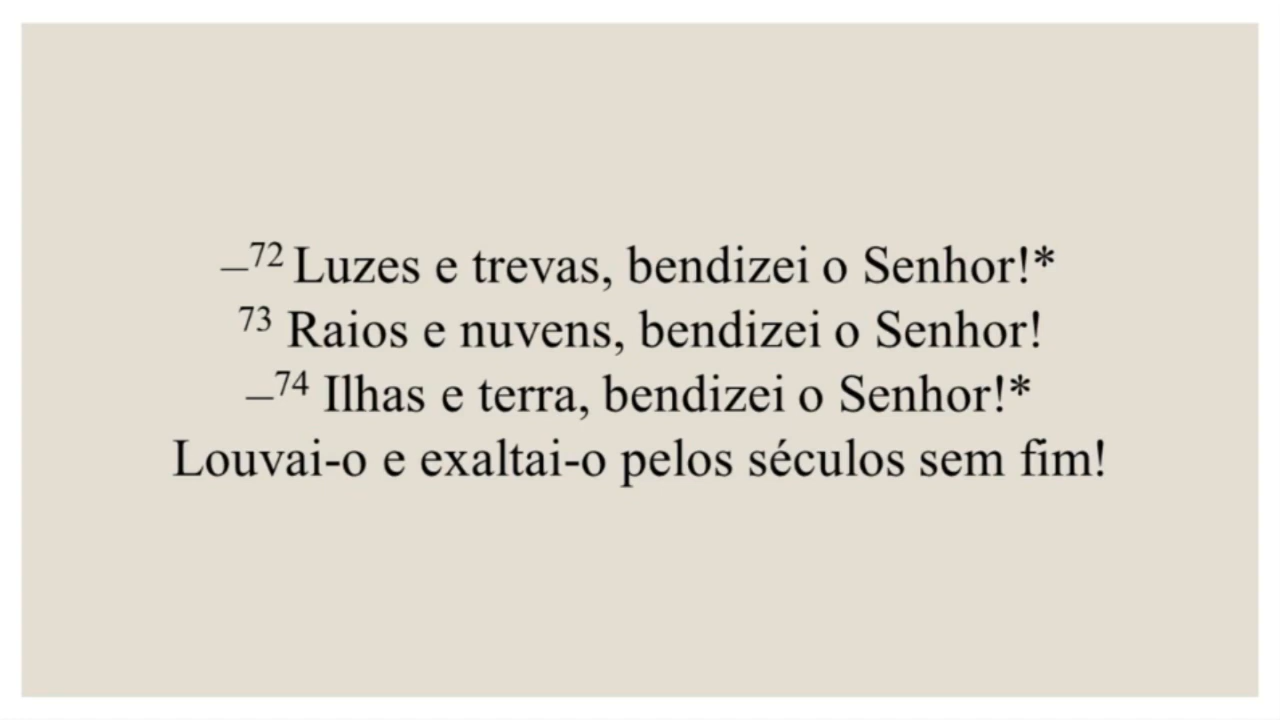 –72 Luzes e trevas, bendizei o Senhor!*
73 Raios e nuvens, bendizei o Senhor!
–74 Ilhas e terra, bendizei o Senhor!*
Louvai-o e exaltai-o pelos séculos sem fim!